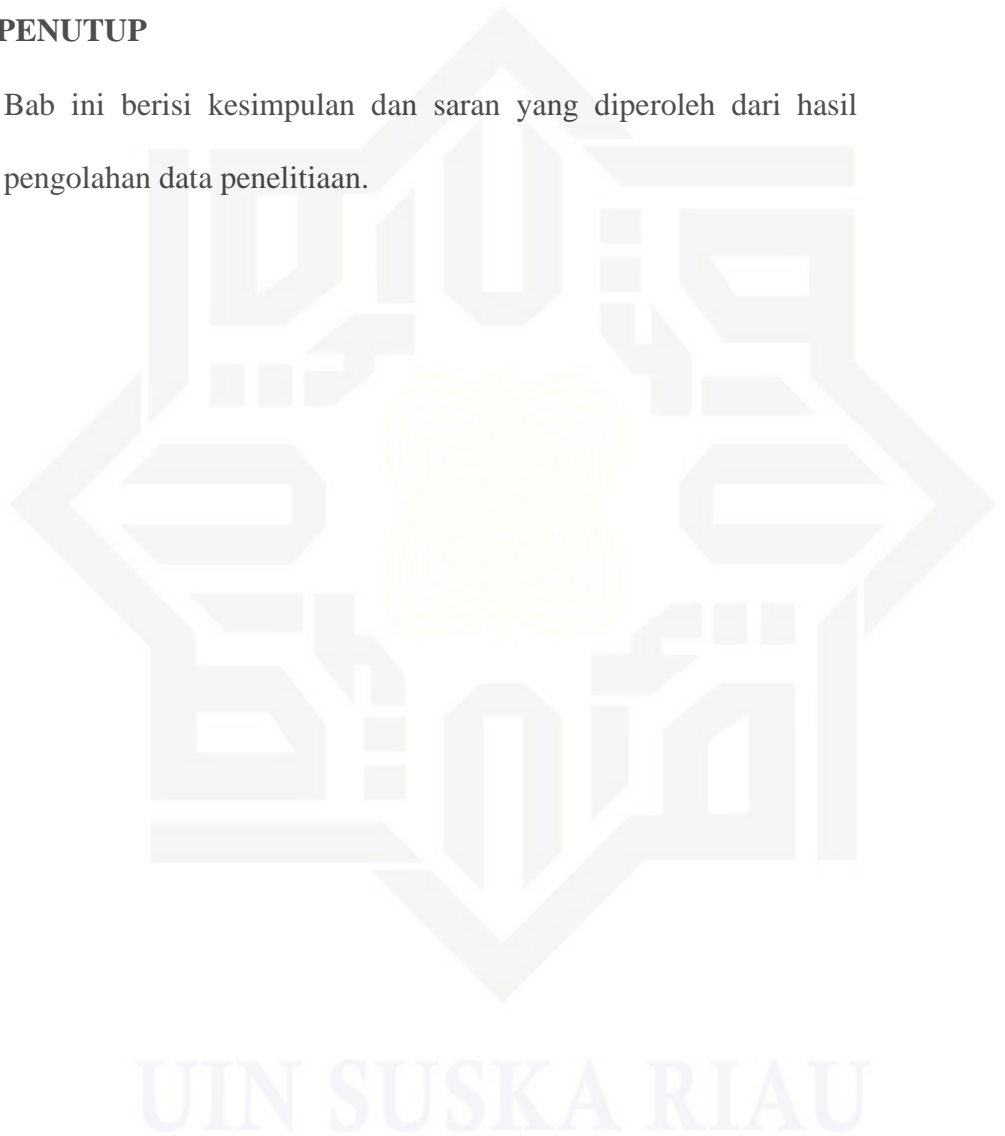 PENUTUP
Bab ini berisi kesimpulan dan saran yang diperoleh dari hasil
pengolahan data penelitiaan.
UIN SUSKA RIAU